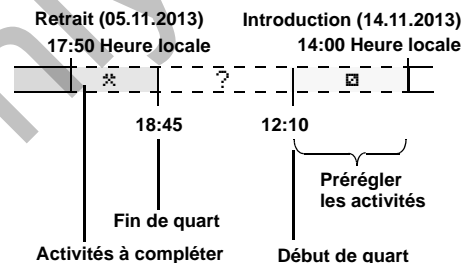 Retrait (05.11.2013) Introduction (14.11.2013)
17:50 Heure locale 14:00 Heure locale
?
18:45 12:10
Prérégler
les activités
Fin de quart
Activités à compléter Début de quart